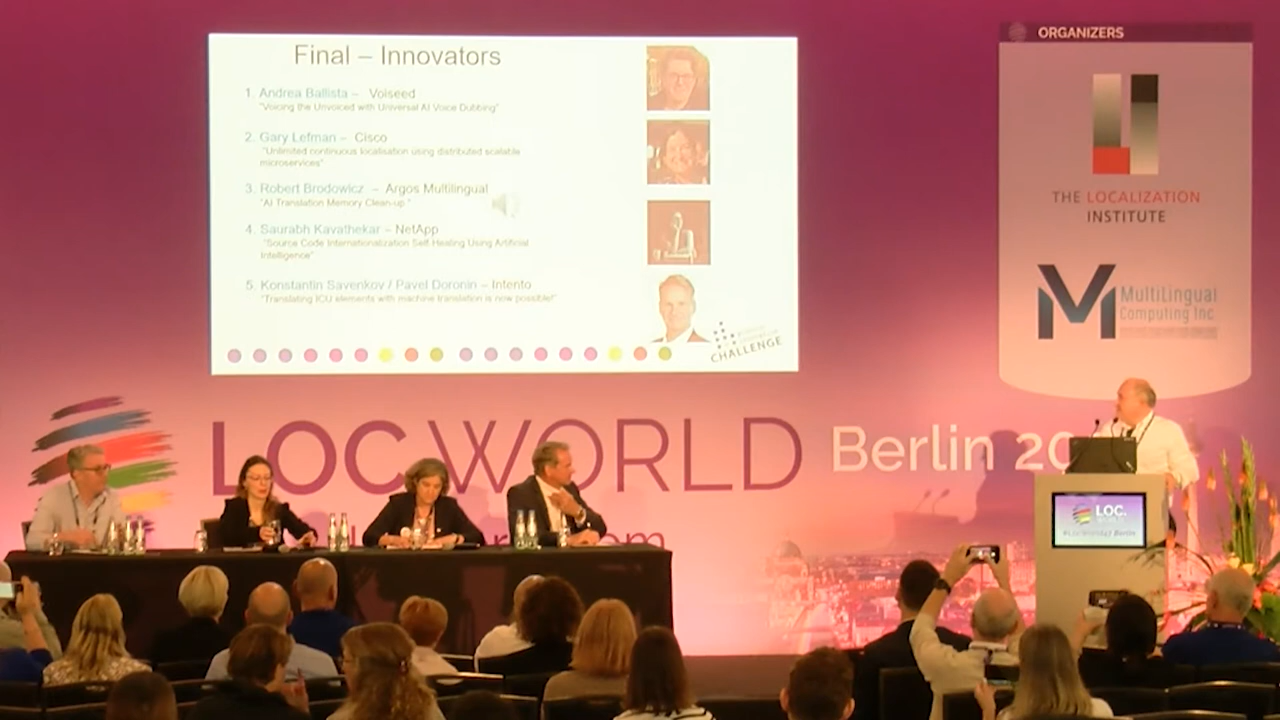 Final – Innovators
1. Andrea Ballista – Voiseed
"Voicing the Unvoiced with Universal AI Voice Dubbing"
2. Gary Lefman – Cisco
"Unlimited continuous localisation using distributed scalable
microservices"
3. Robert Brodowicz – Argos Multilingual
"AI Translation Memory Clean-up "
4. Saurabh Kavathekar – NetApp
"Source Code Internationalization Self Healing Using Artificial
Intelligence"
5. Konstantin Savenkov / Pavel Doronin – Intento
"Translating ICU elements with machine translation is now possible!"
CHALLENGE
ORGANIZERS
THE LOCALIZATION
INSTITUTE
MultiLingual
Computing Inc
LOCWORLD Berlin 20
LOC.
WORLD
Berlin